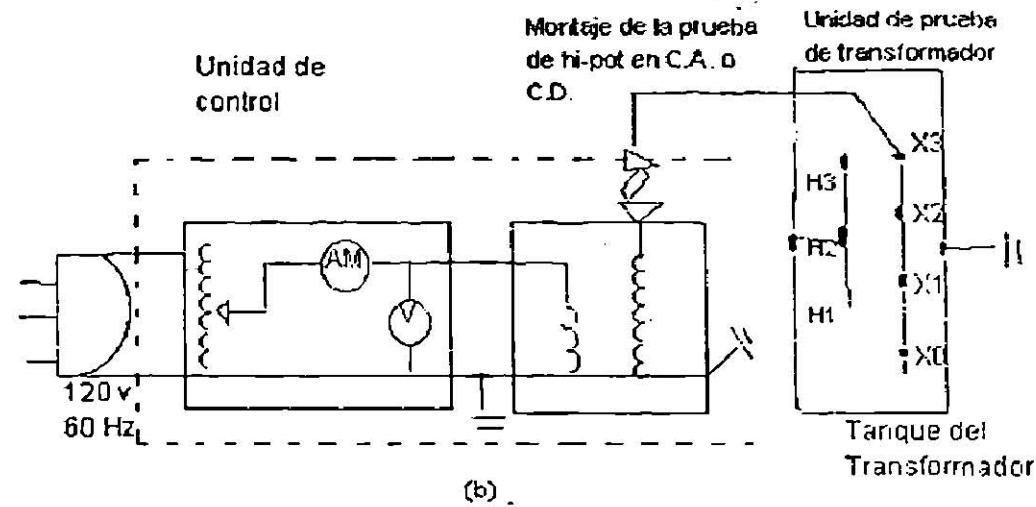 Montaje de la prueba
de hi-pot en C.A. o
C.D.
Unidad de prueba
de transformador
Unidad de
control
X3
H3
X2
H2
X1
H1
X0
AM
V
120 v
60 Hz
Tanque del
Transformador
(b)